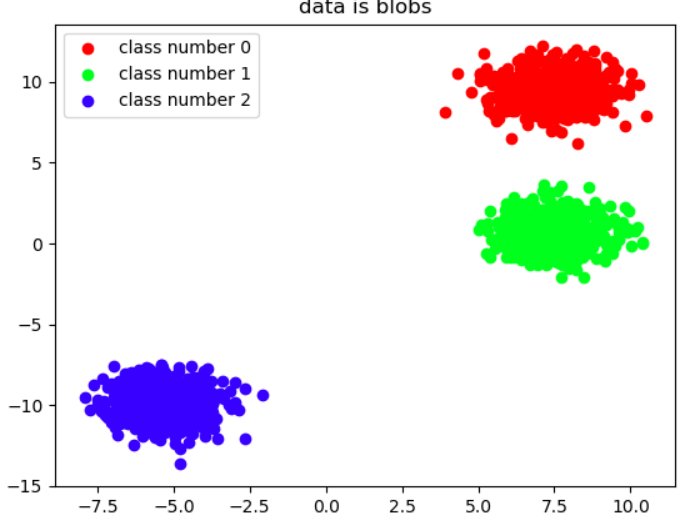 data is blobs
class number 0
class number 1
class number 2
10
5
0
−5
−10
−15
−7.5 −5.0 −2.5 0.0 2.5 5.0 7.5 10.0